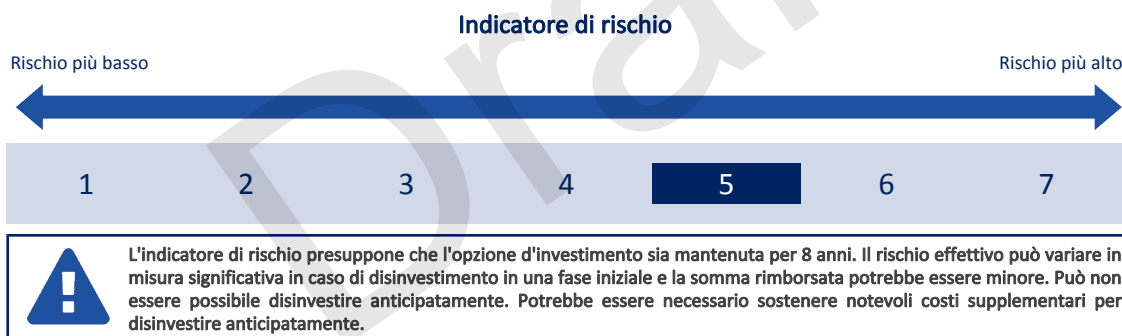 Indicatore di rischio
Rischio più basso Rischio più alto
1 2 3 4 5 6 7
L'indicatore di rischio presuppone che l'opzione d'investimento sia mantenuta per 8 anni. Il rischio effettivo può variare in
misura significativa in caso di disinvestimento in una fase iniziale e la somma rimborsata potrebbe essere minore. Può non
essere possibile disinvestire anticipatamente. Potrebbe essere necessario sostenere notevoli costi supplementari per
disinvestire anticipatamente.